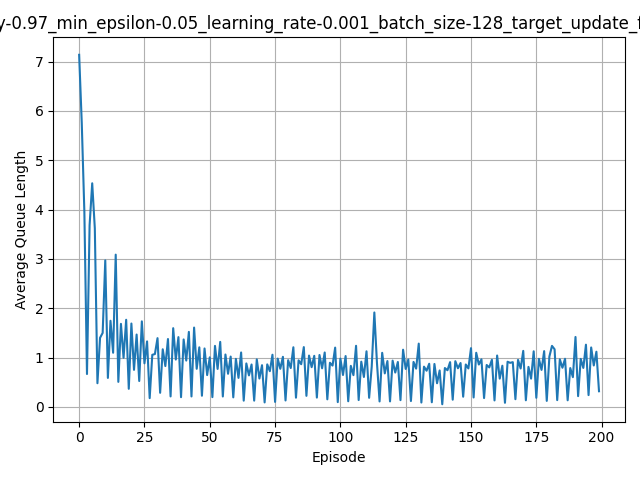 y-0.97_min_epsilon-0.05_learning_rate-0.001_batch_size-128_target_update_f
7
6
5
4
3
2
1
0
Average Queue Length
0 25 50 75 100 125 150 175 200
Episode